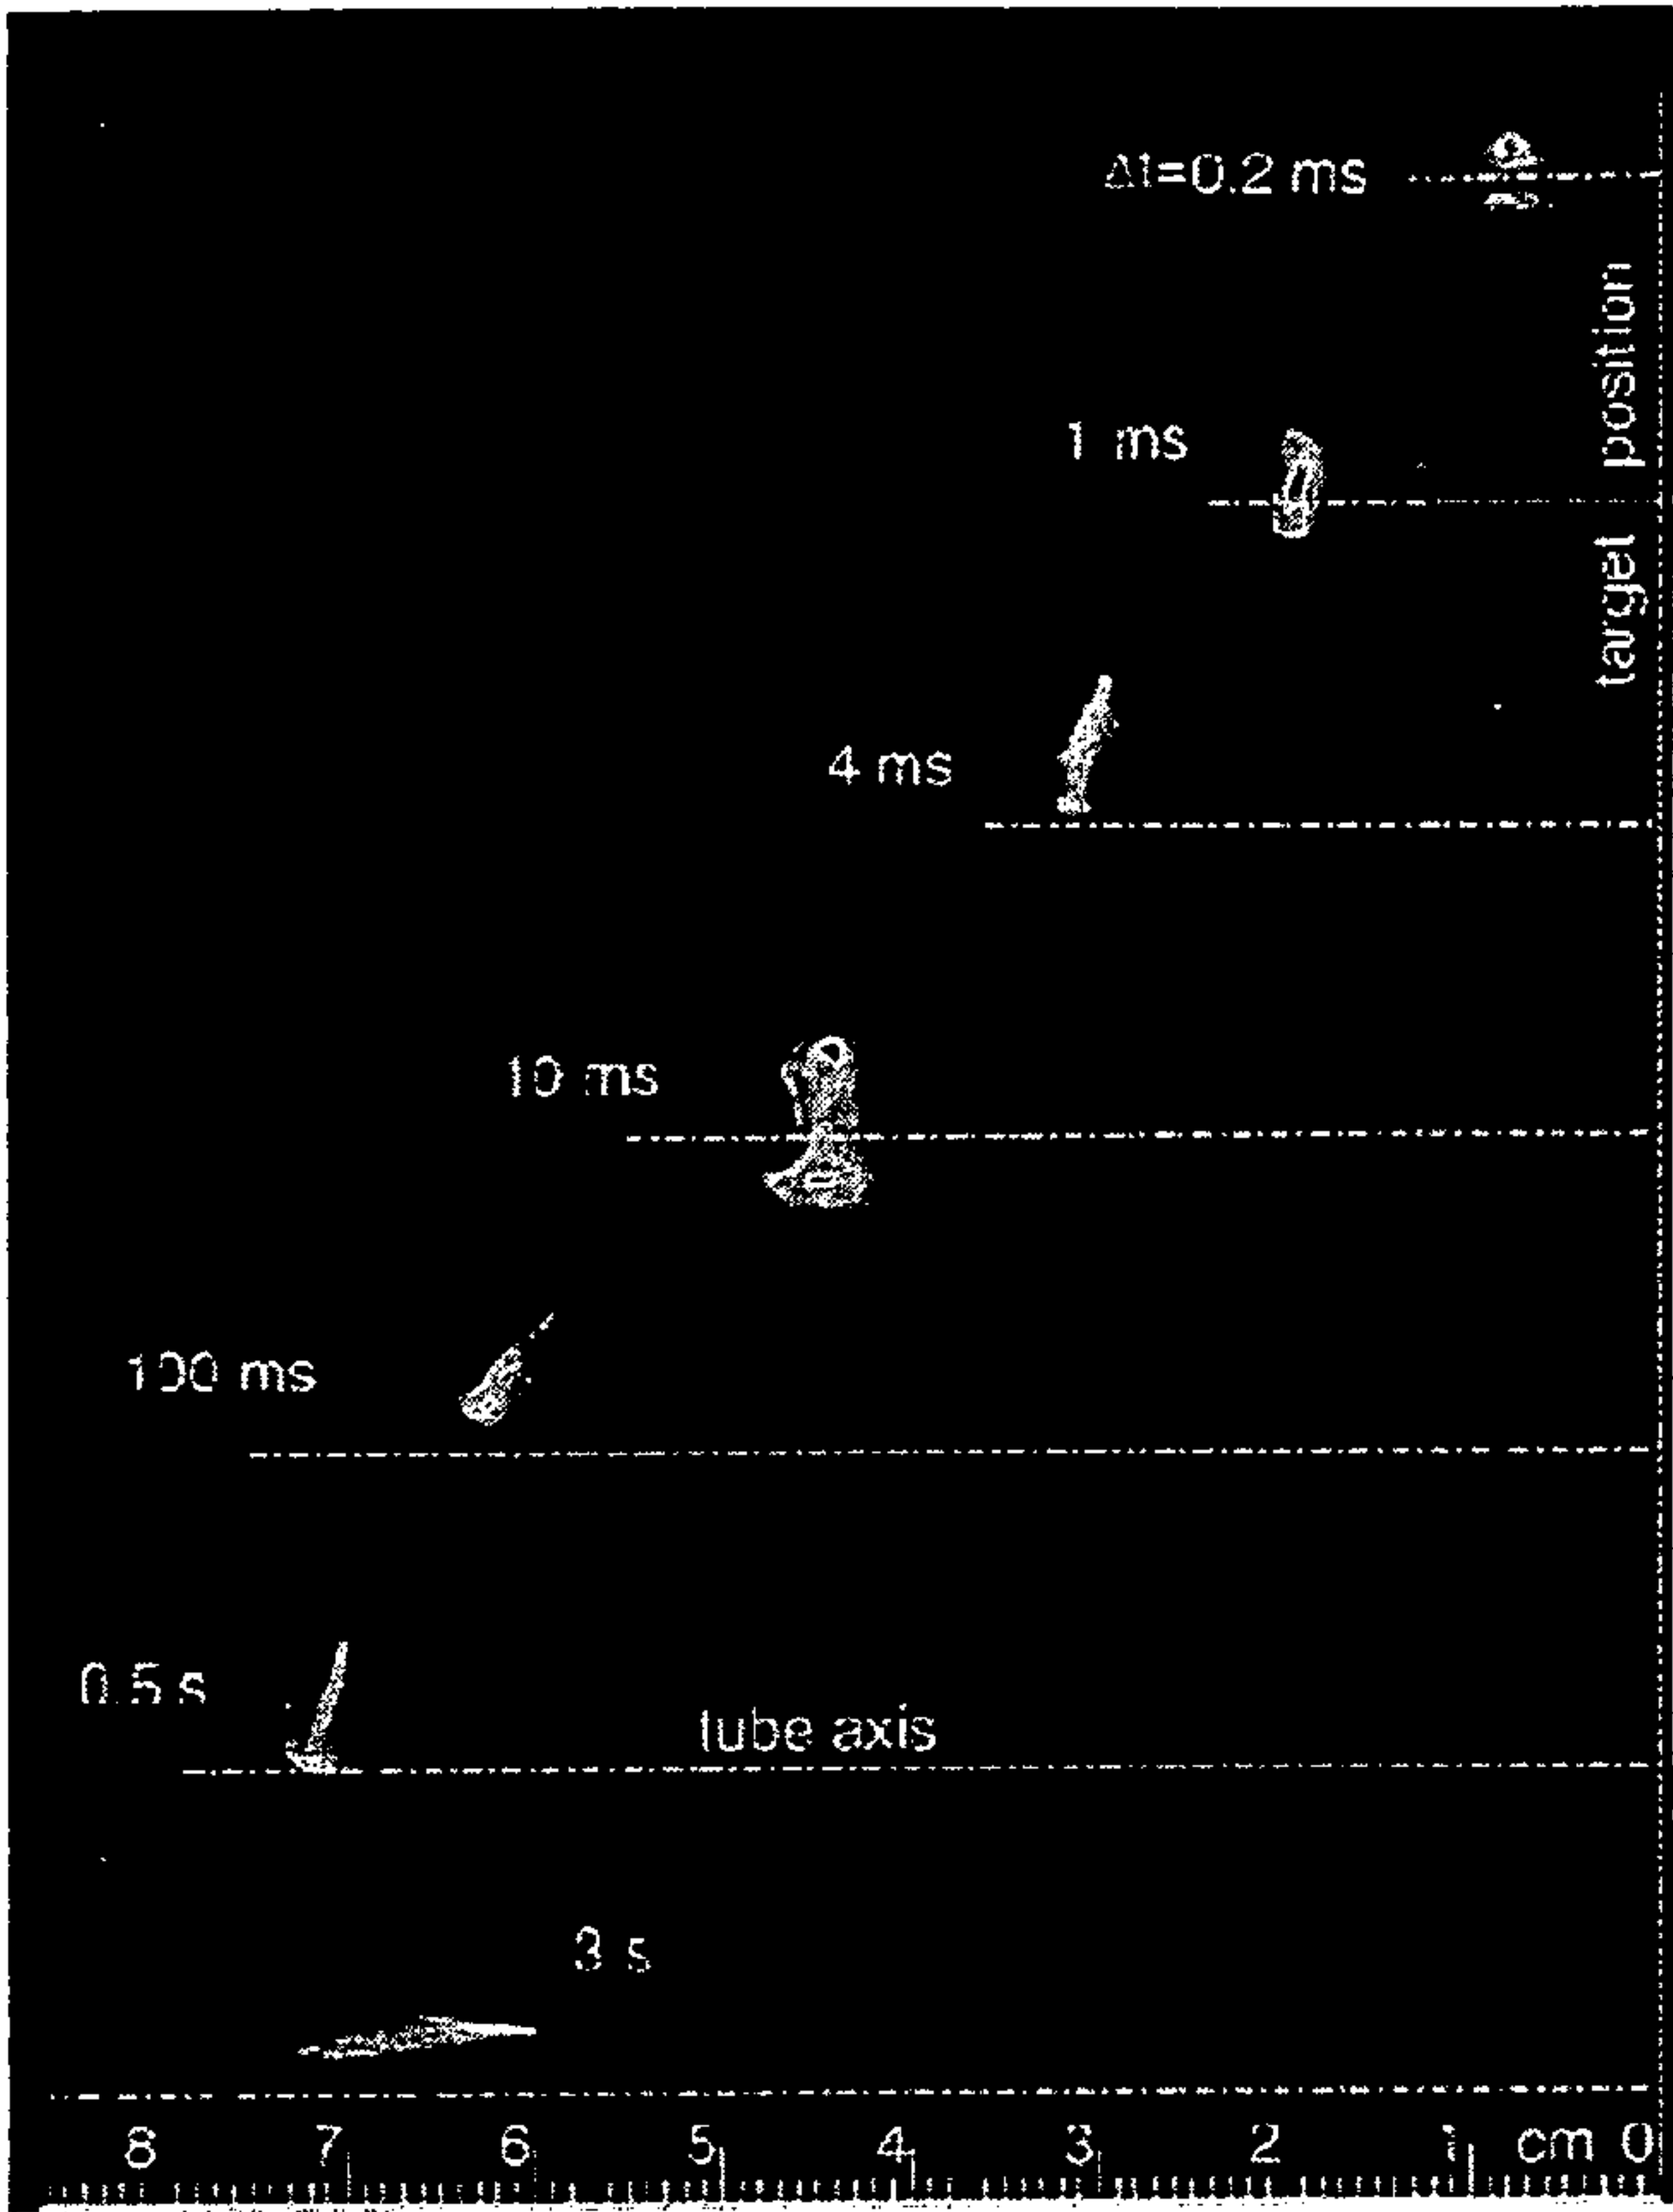 Δt=0.2 ms
target position
1 ms
4 ms
10 ms
100 ms
0.5 s
tube axis
3 s
8 7 6 5 4 3 2 1 cm 0